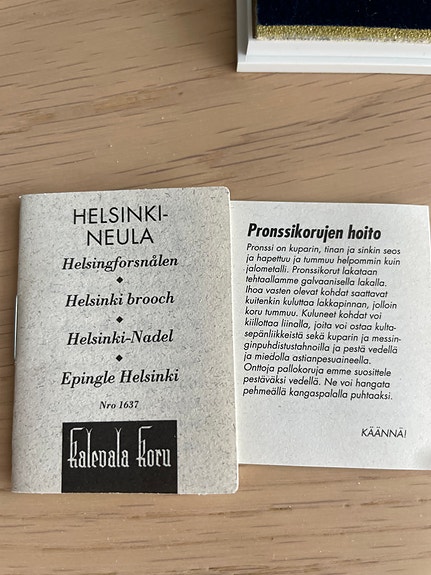 HELSINKI-
NEULA
Helsingforsnålen
Helsinki brooch
Helsinki-Nadel
Epingle Helsinki
Nro 1637
Kalevala Koru
Pronssikorujen hoito
Pronssi on kuparin, tinan ja sinkin seos
ja hapettuu ja tummuu helpommin kuin
jalometalli. Pronssikorut lakataan
tehtaallamme galvaanisella lakalla.
Ihoa vasten olevat kohdat saattavat
kuitenkin kuluttaa lakkapinnan, jolloin
koru tummuu. Kuluneet kohdat voi
kiillottaa liinalla, joita voi ostaa kulta-
sepänliikkeistä sekä kuparin ja messin-
ginpuhdistustahnoilla ja pestä vedellä
ja miedolla astianpesuaineella.
Onttoja pallokoruja emme suosittele
pestäväksi vedellä. Ne voi hangata
pehmeällä kangaspalalla puhtaaksi.
KÄÄNNÄ!